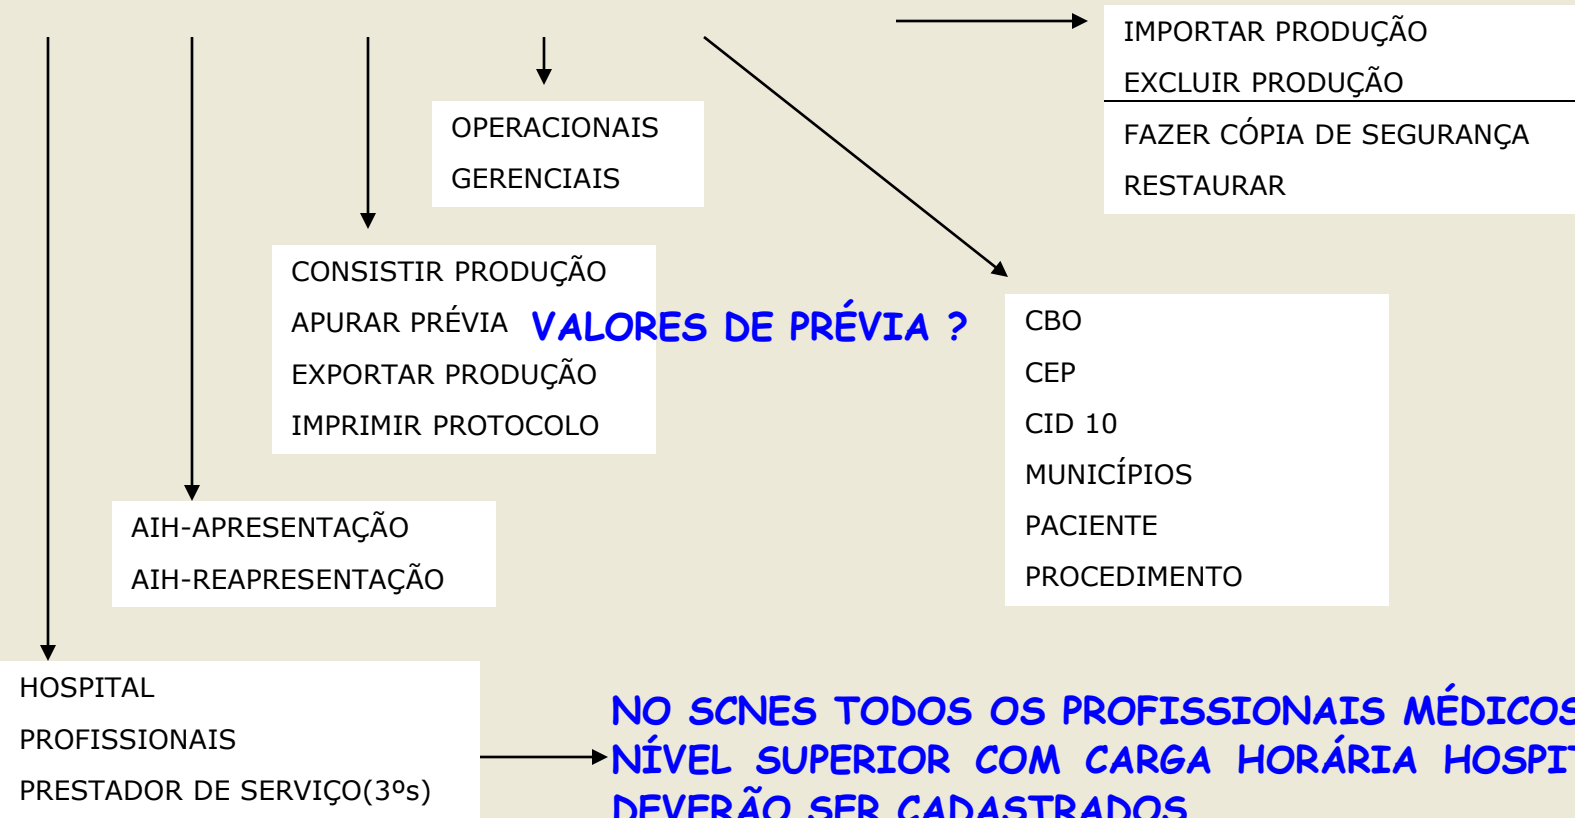 IMPORTAR PRODUÇÃO
EXCLUIR PRODUÇÃO
FAZER CÓPIA DE SEGURANÇA
RESTAURAR
OPERACIONAIS
GERENCIAIS
CONSISTIR PRODUÇÃO
APURAR PRÉVIA
EXPORTAR PRODUÇÃO
IMPRIMIR PROTOCOLO
VALORES DE PRÉVIA ?
CBO
CEP
CID 10
MUNICÍPIOS
PACIENTE
PROCEDIMENTO
AIH-APRESENTAÇÃO
AIH-REAPRESENTAÇÃO
HOSPITAL
PROFISSIONAIS
PRESTADOR DE SERVIÇO(3ºs)
NO SCNES TODOS OS PROFISSIONAIS MÉDICOS
NÍVEL SUPERIOR COM CARGA HORÁRIA HOSPIT
DEVERÃO SER CADASTRADOS